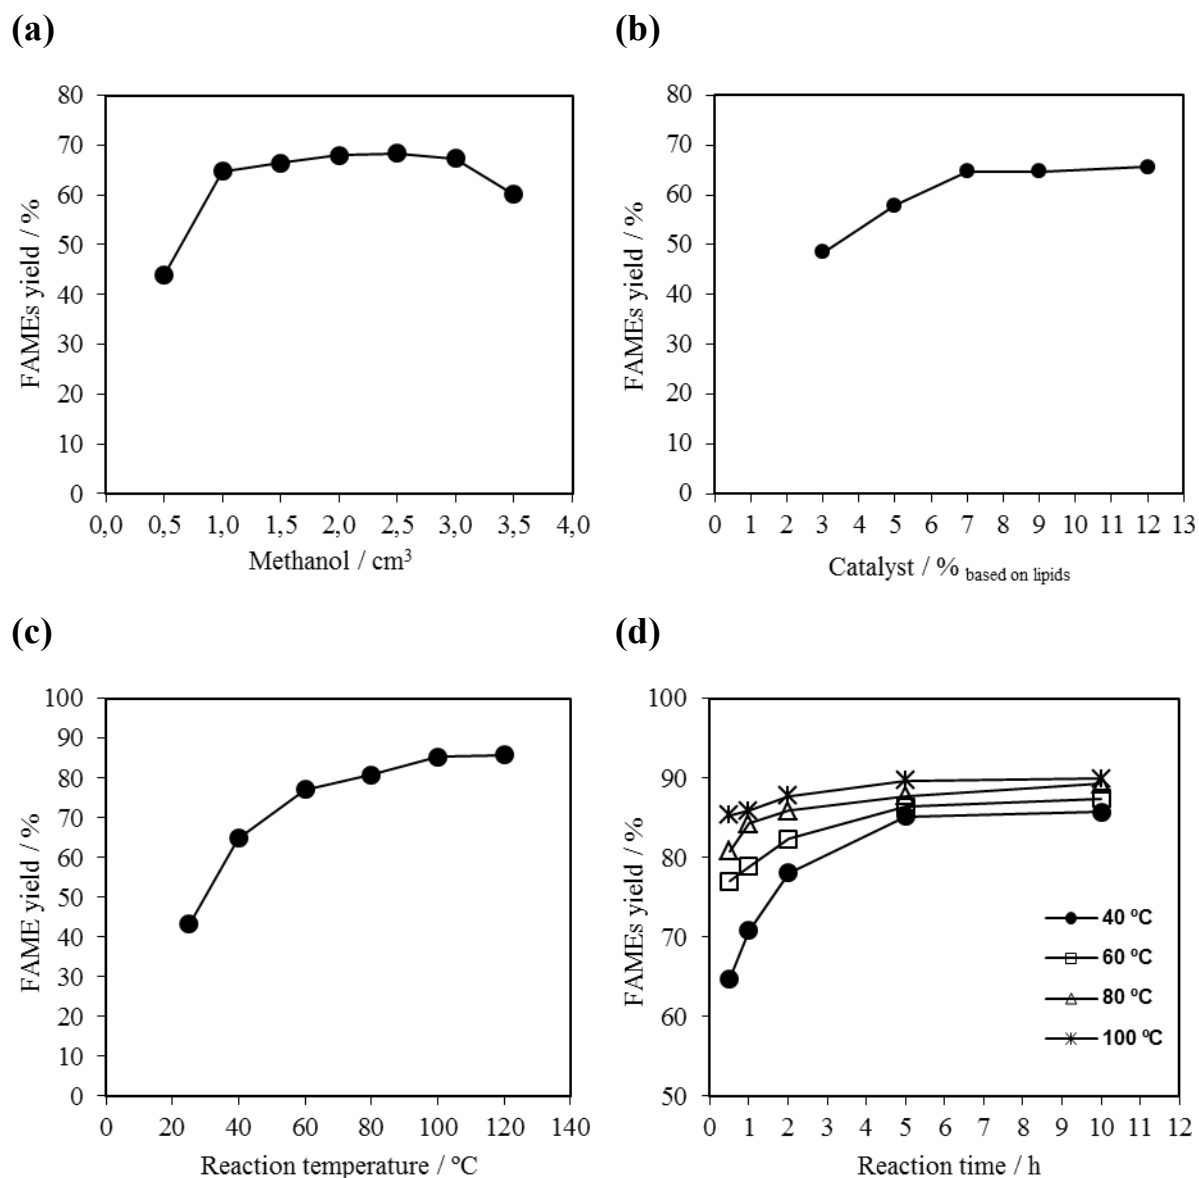 (a)
80
70
60
50
40
30
20
10
0
FAMEs yield / %
0,0 0,5 1,0 1,5 2,0 2,5 3,0 3,5 4,0
Methanol / cm³
(b)
80
70
60
50
40
30
20
10
0
FAMEs yield / %
0 1 2 3 4 5 6 7 8 9 10 11 12 13
Catalyst / % based on lipids
(c)
100
90
80
70
60
50
40
30
20
10
0
FAME yield / %
0 20 40 60 80 100 120 140
Reaction temperature / ºC
(d)
100
90
80
70
60
50
FAMEs yield / %
40 ºC
60 ºC
80 ºC
100 ºC
0 1 2 3 4 5 6 7 8 9 10 11 12
Reaction time / h